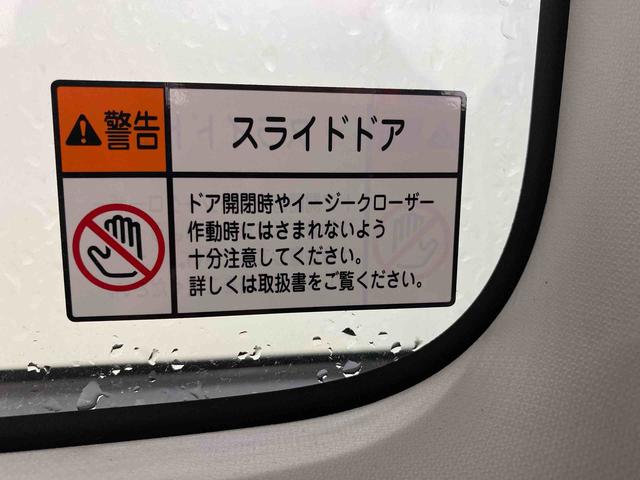 警告
スライドドア
ドア開閉時やイージークローザー
作動時にはさまれないよう
十分注意してください。
詳しくは取扱書をご覧ください。